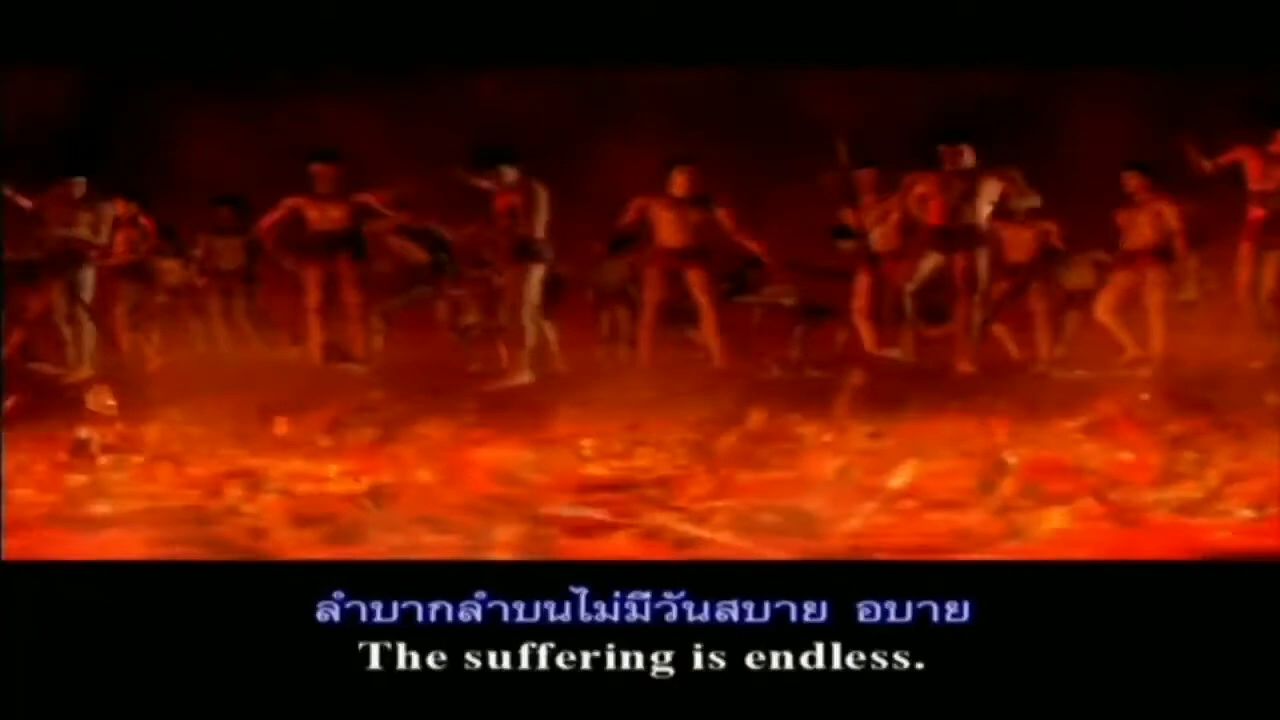 ลำบากลำบนไม่มีวันสบาย อบาย
The suffering is endless.